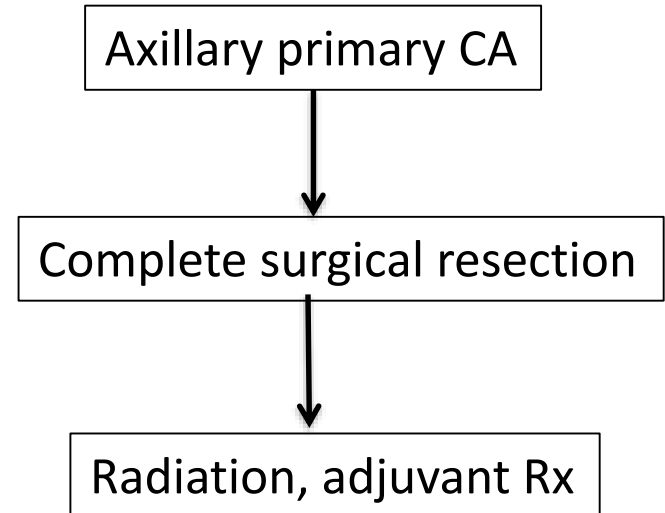 Axillary primary CA
Complete surgical resection
Radiation, adjuvant Rx